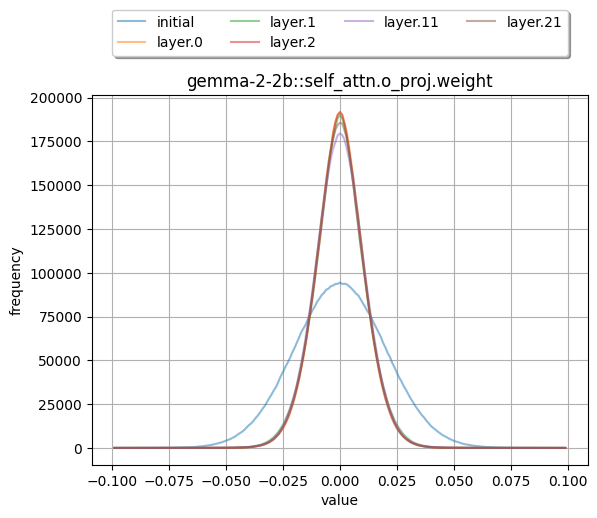 initial layer.1 layer.11 layer.21
layer.0 layer.2
gemma-2-2b::self_attn.o_proj.weight
200000
175000
150000
125000
100000
75000
50000
25000
0
frequency
−0.100 −0.075 −0.050 −0.025 0.000 0.025 0.050 0.075 0.100
value